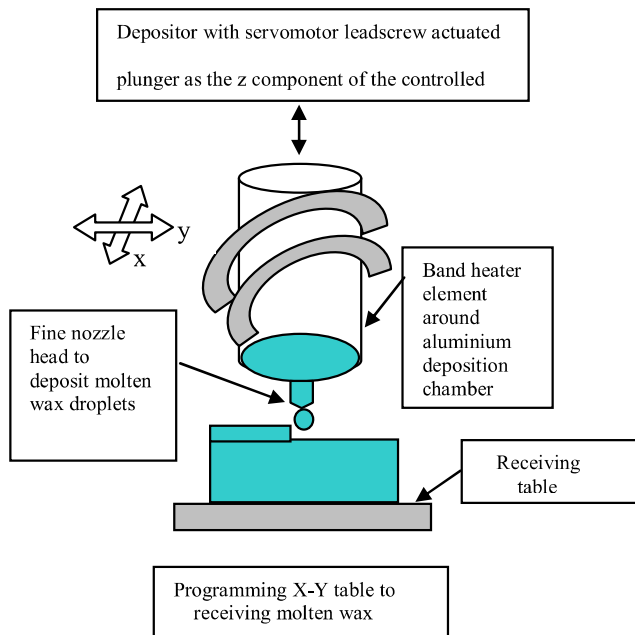 Depositor with servomotor leadscrew actuated
plunger as the z component of the controlled
y
x
Band heater
element
around
aluminium
deposition
chamber
Fine nozzle
head to
deposit molten
wax droplets
Receiving
table
Programming X-Y table to
receiving molten wax